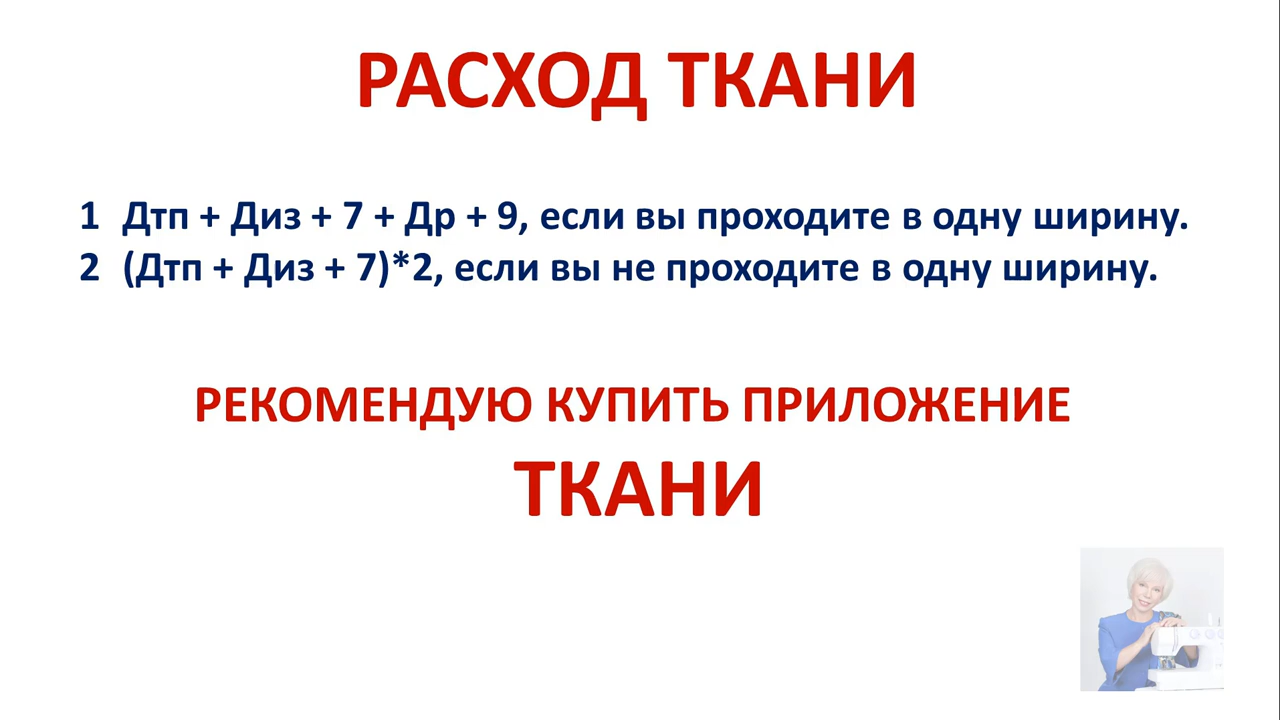 РАСХОД ТКАНИ
1 Дтп + Диз + 7 + Др + 9, если вы проходите в одну ширину.
2 (Дтп + Диз + 7)*2, если вы не проходите в одну ширину.
РЕКОМЕНДУЮ КУПИТЬ ПРИЛОЖЕНИЕ
ТКАНИ